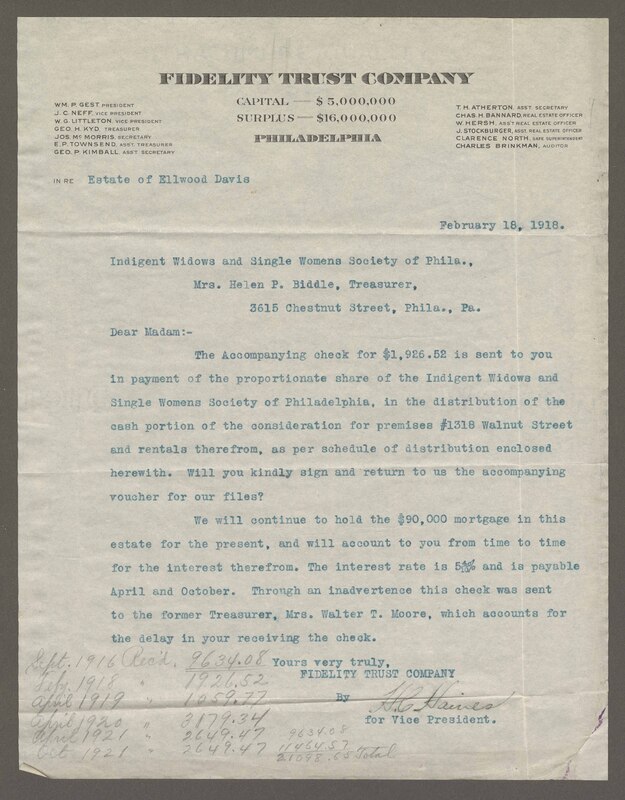 FIDELITY TRUST COMPANY
CAPITAL — $ 5,000,000
SURPLUS — $16,000,000
PHILADELPHIA
WM. P. GEST, PRESIDENT
J. C. NEFF, VICE PRESIDENT
W. G. LITTLETON, VICE PRESIDENT
GEO. H. KYD, TREASURER
JOS. Mc MORRIS, SECRETARY
E. P. TOWNSEND, ASST. TREASURER
GEO. P. KIMBALL, ASST SECRETARY
T. H. ATHERTON, ASST. SECRETARY
CHAS. H. BANNARD, REAL ESTATE OFFICER
W. HERSH, ASS'T REAL ESTATE OFFICER
J. STOCKBURGER, ASST. REAL ESTATE OFFICER
CLARENCE NORTH, SAFE SUPERINTENDENT
CHARLES BRINKMAN, AUDITOR
IN RE Estate of Ellwood Davis
February 18, 1918.
Indigent Widows and Single Womens Society of Phila.,
Mrs. Helen P. Biddle, Treasurer,
3615 Chestnut Street, Phila., Pa.
Dear Madam:-
The Accompanying check for $1,926.52 is sent to you
in payment of the proportionate share of the Indigent Widows and
Single Womens Society of Philadelphia, in the distribution of the
cash portion of the consideration for premises #1318 Walnut Street
and rentals therefrom, as per schedule of distribution enclosed
herewith. Will you kindly sign and return to us the accompanying
voucher for our files?
We will continue to hold the $90,000 mortgage in this
estate for the present, and will account to you from time to time
for the interest therefrom. The interest rate is 5 and is payable
April and October. Through an inadvertence this check was sent
to the former Treasurer, Mrs. Walter T. Moore, which accounts for
the delay in your receiving the check.
Yours very truly,
FIDELITY TRUST COMPANY
By H. C. Haines
for Vice President.
Sept. 1916 Rec'd. 9634.08
Feby. 1918 " 1926.52
April 1919 " 1059.77
April 1920 " 3179.34
April 1921 " 2649.47
Oct 1921 " 2649.47
9634.08
11464.57
21098.65 Total